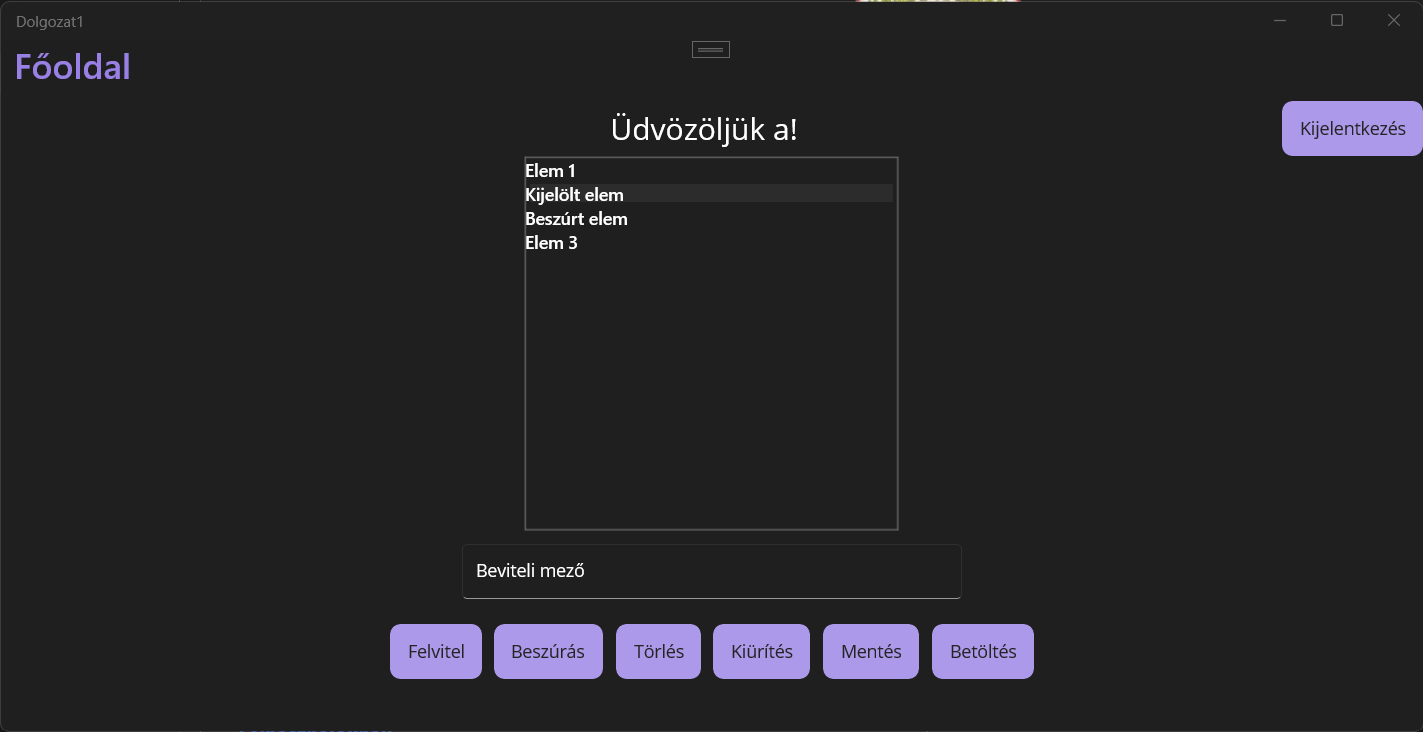 Dolgozat1
Főoldal
Üdvözöljük a!
Kijelentkezés
Elem 1
Kijelölt elem
Beszúrt elem
Elem 3
Beviteli mező
Felvitel Beszúrás Törlés Kiürítés Mentés Betöltés